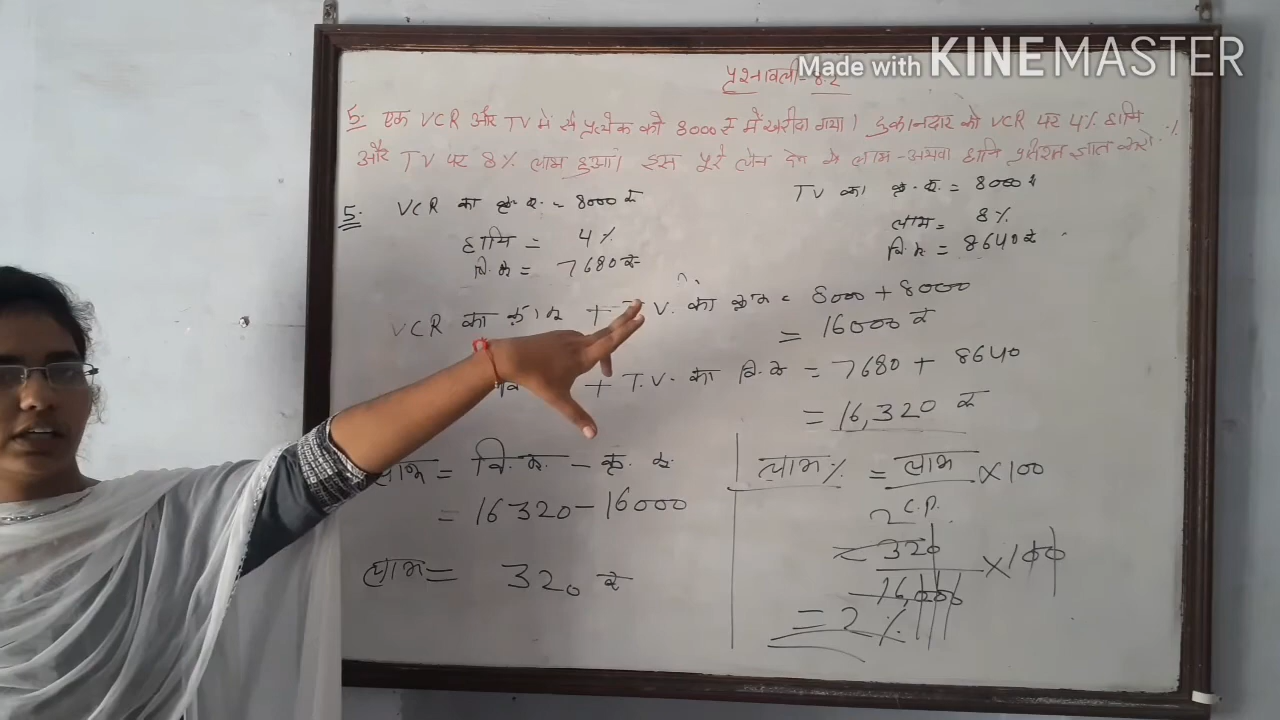 Made with KINEMASTER
प्रश्नावली-8.2
5. एक VCR और TV में से प्रत्येक को 8000 ₹ में खरीदा गया। दुकानदार को VCR पर 4% हानि
और TV पर 8% लाभ हुआ। इस पूरे लेन देन में लाभ-अथवा हानि प्रतिशत ज्ञात करो
5. VCR का क्र.मू. = 8000 ₹
हानि = 4%
वि.मू = 7680 ₹
TV का क्र.मू. = 8000 ₹
लाभ = 8%
वि.मू = 8640 ₹
VCR का क्र.मू + T.V. का क्र.मू = 8000 + 8000
= 16000 ₹
+ T.V. का वि.मू = 7680 + 8640
= 16,320 ₹
लाभ = वि.मू. - क्र.मू.
= 16320 - 16000
लाभ = 320 ₹
लाभ% = लाभ × 100
C.P.
2
= 320 × 100
16,000
= 2%